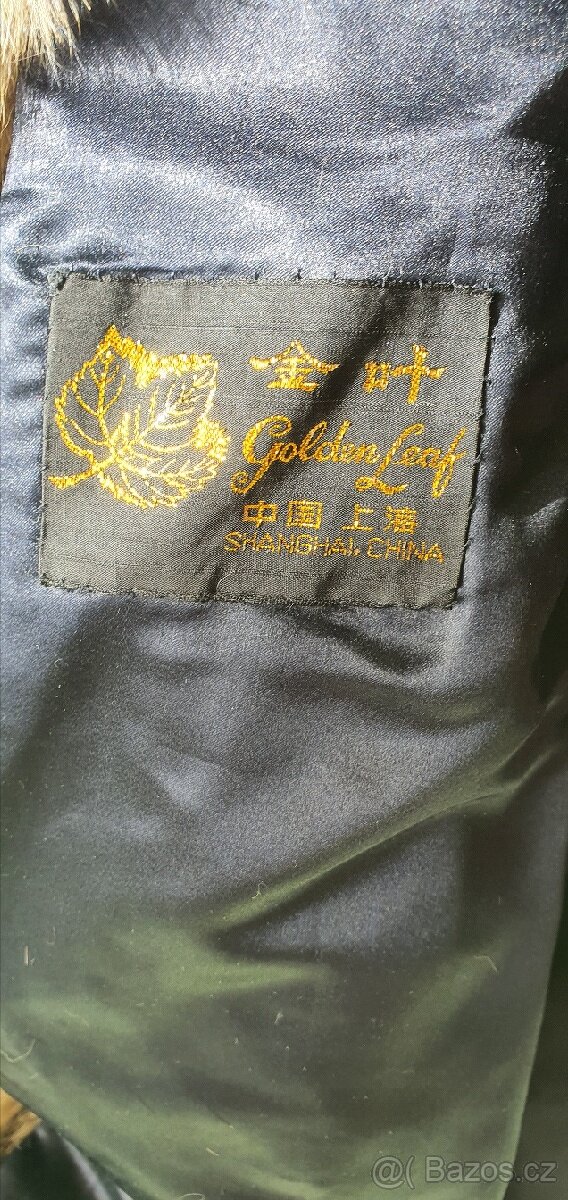 金叶
Golden Leaf
中国 上海
SHANGHAI, CHINA
@( Bazos.cz